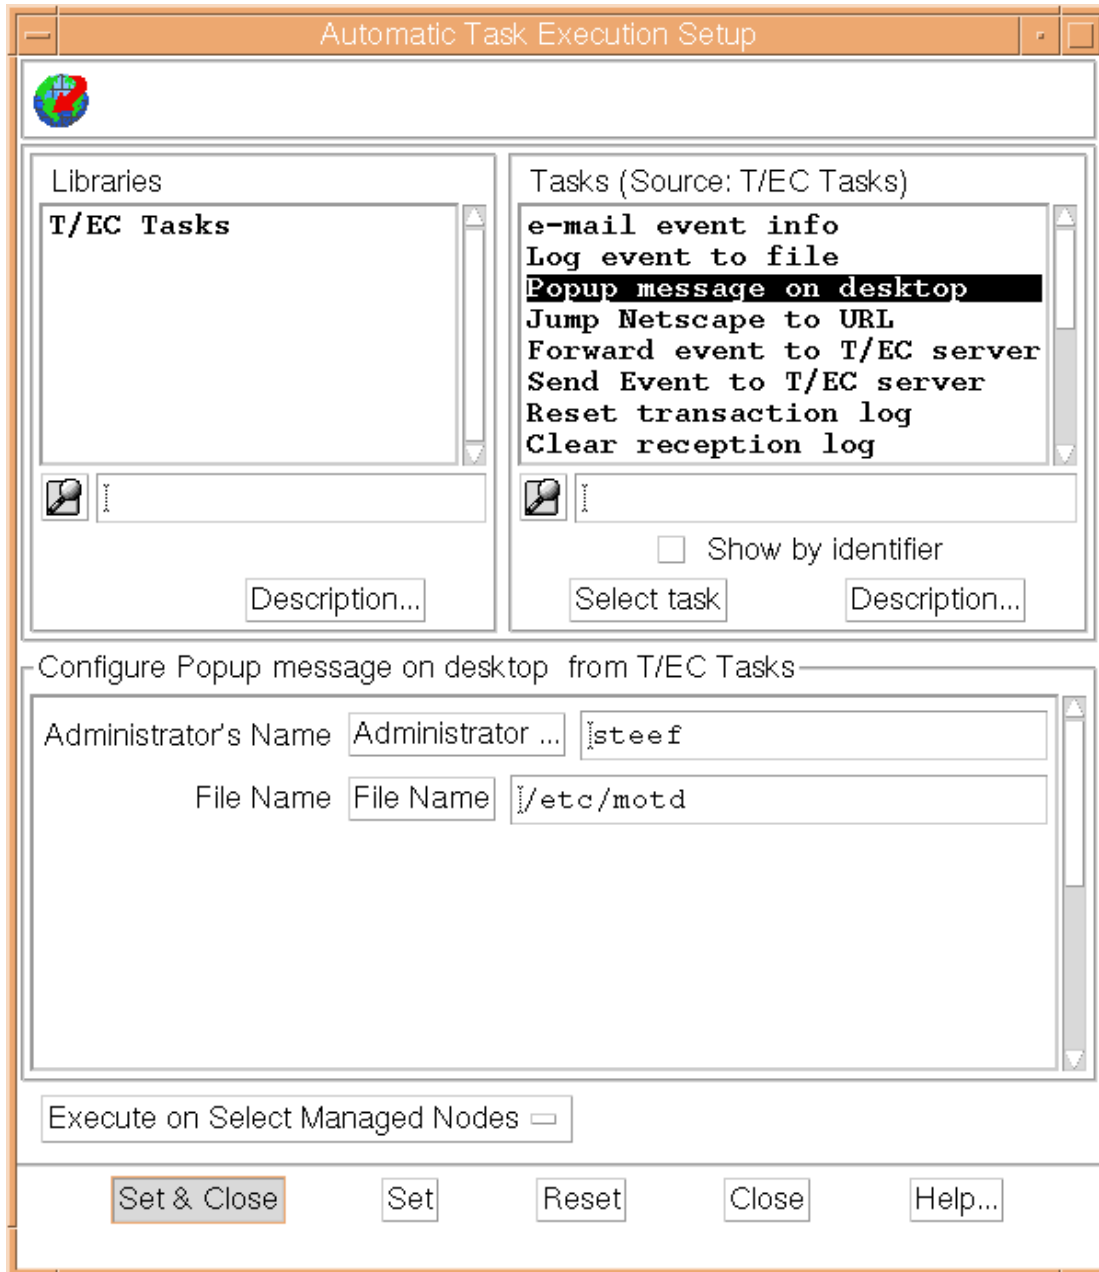 Automatic Task Execution Setup
Libraries
T/EC Tasks
Description...
Tasks (Source: T/EC Tasks)
e-mail event info
Log event to file
Popup message on desktop
Jump Netscape to URL
Forward event to T/EC server
Send Event to T/EC server
Reset transaction log
Clear reception log
Show by identifier
Select task Description...
Configure Popup message on desktop from T/EC Tasks
Administrator's Name Administrator ... steef
File Name File Name /etc/motd
Execute on Select Managed Nodes
Set & Close Set Reset Close Help...